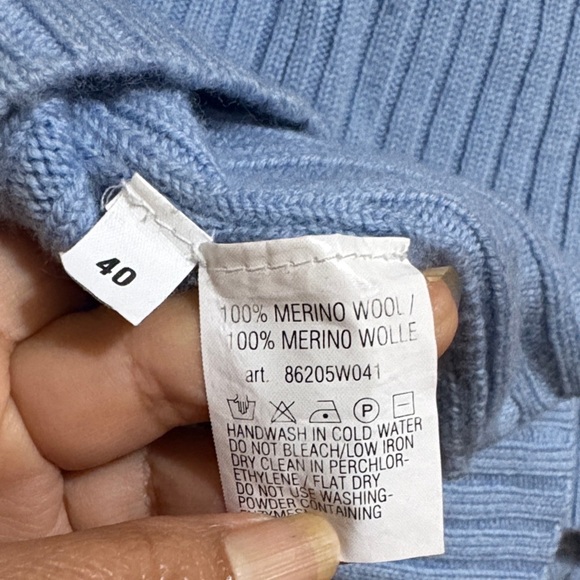 40
100% MERINO WOOL/
100% MERINO WOLLE
art. 86205W041
P
HANDWASH IN COLD WATER
DO NOT BLEACH/LOW IRON
DRY CLEAN IN PERCHLOR-
ETHYLENE/FLAT DRY
DO NOT USE WASHING-
POWDER CONTAINING